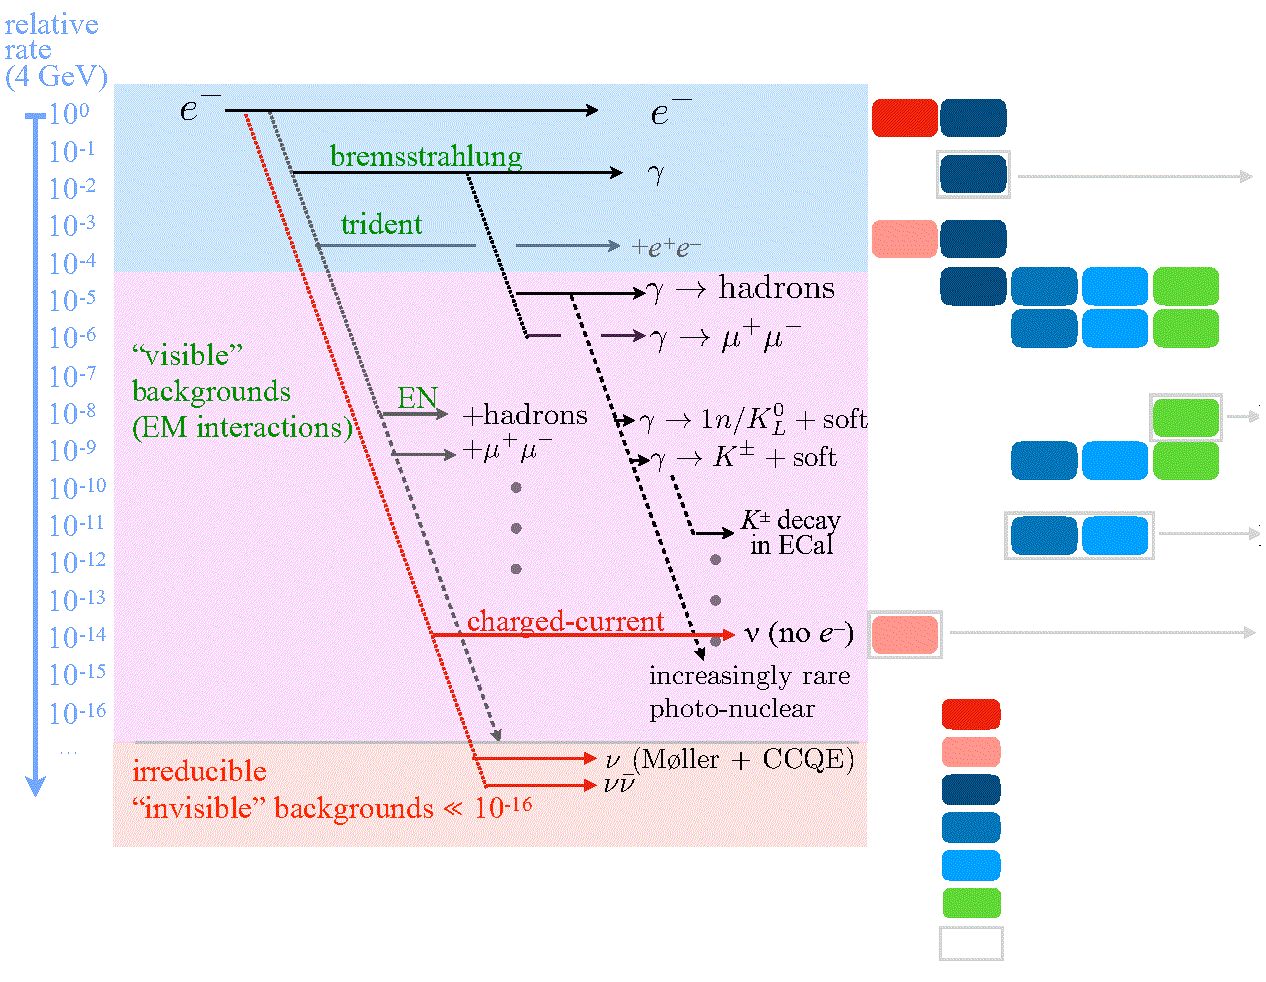 relative
rate
(4 GeV)
10⁰
10⁻¹
10⁻²
10⁻³
10⁻⁴
10⁻⁵
10⁻⁶
10⁻⁷
10⁻⁸
10⁻⁹
10⁻¹⁰
10⁻¹¹
10⁻¹²
10⁻¹³
10⁻¹⁴
10⁻¹⁵
10⁻¹⁶
...
e⁻ e⁻
bremsstrahlung γ
trident +e⁺e⁻
γ → hadrons
γ → μ⁺μ⁻
“visible”
backgrounds
(EM interactions)
EN +hadrons
+μ⁺μ⁻
γ → 1n/K⁰_L + soft
γ → K± + soft
K± decay
in ECal
charged-current ν (no e⁻)
increasingly rare
photo-nuclear
irreducible
“invisible” backgrounds ≪ 10⁻¹⁶
ν (Møller + CCQE)
νν̄